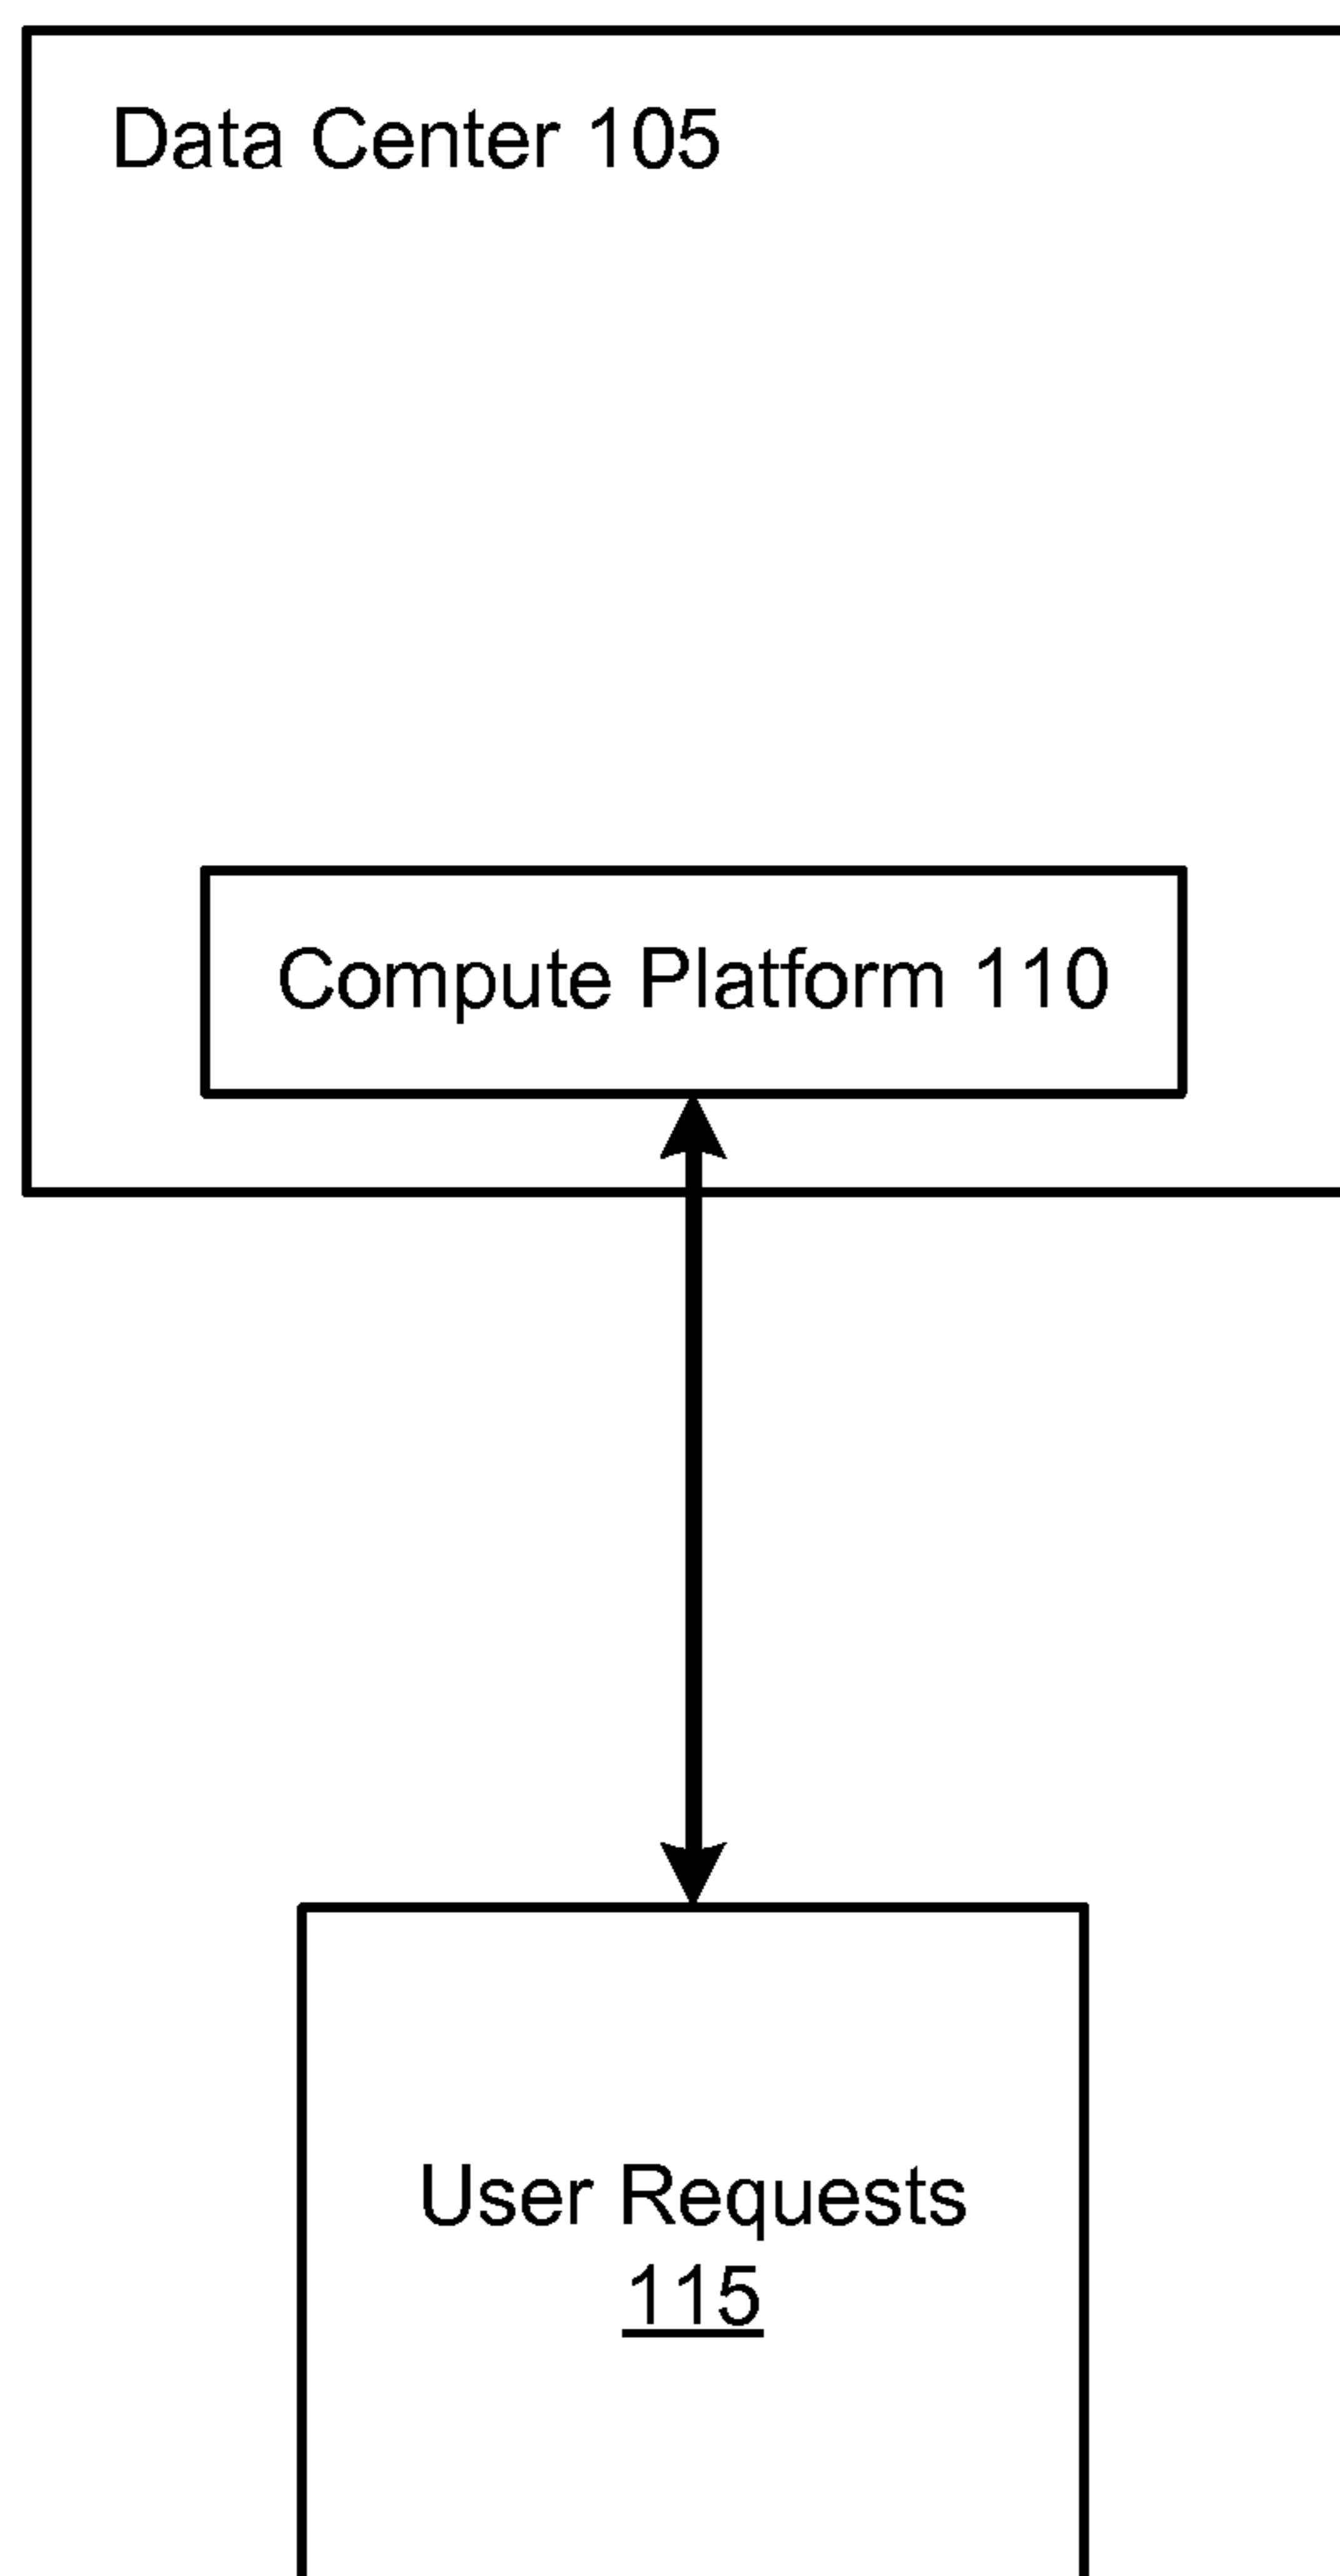 Data Center 105
Compute Platform 110
User Requests
115